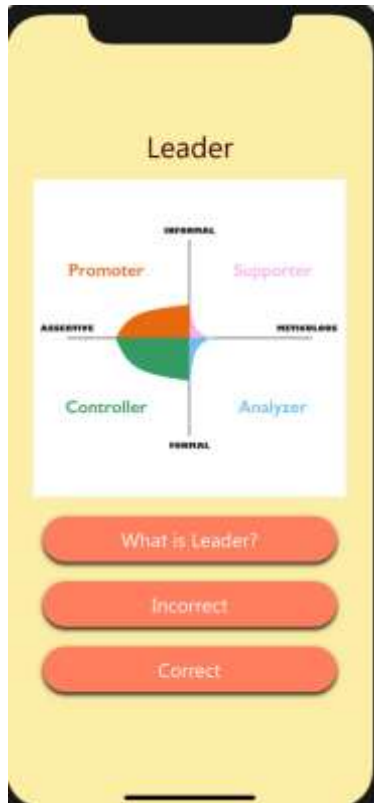 Leader
INFORMAL
Promoter Supporter
ASSERTIVE METICULOUS
Controller Analyzer
FORMAL
What is Leader?
Incorrect
Correct